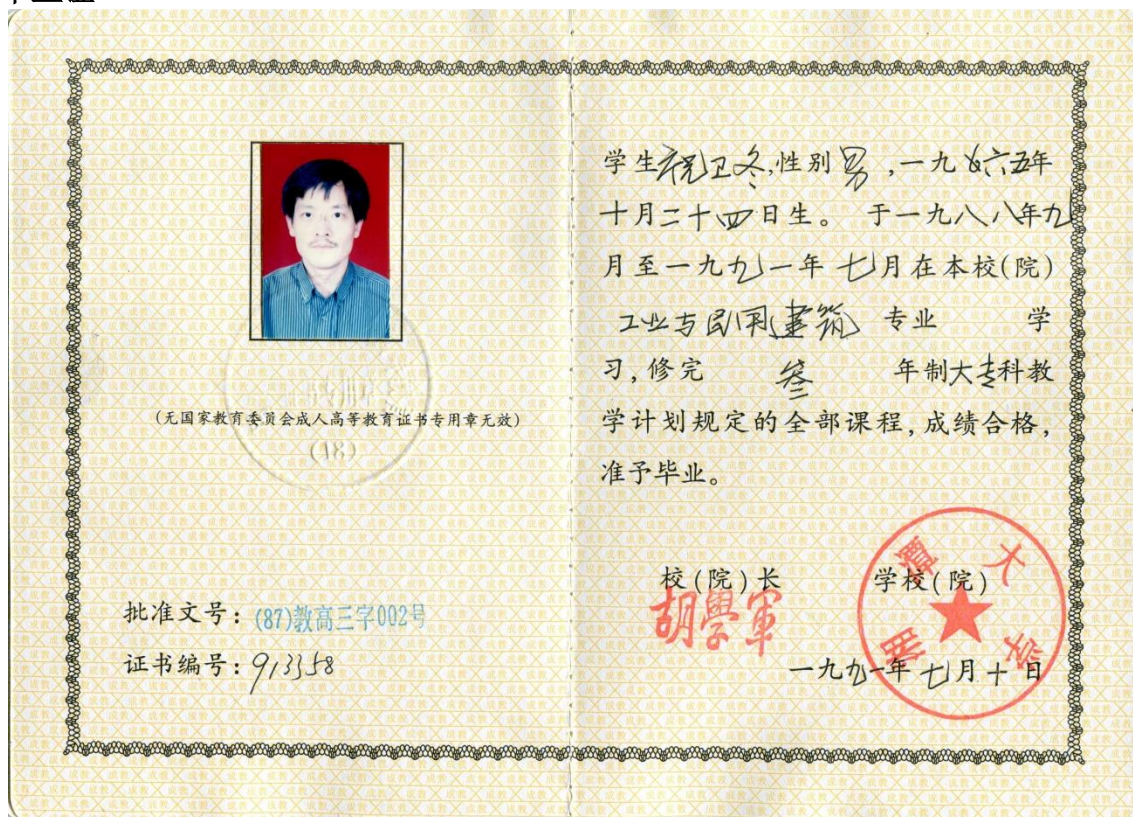 (无国家教育委员会成人高等教育证书专用章无效)
(18)
批准文号：(87)教高三字002号
证书编号：913358
学生祝卫冬,性别男,一九六五年
十月二十四日生。 于一九八八年九
月至一九九一年七月在本校(院)
工业与民用建筑 专业 学
习,修完 叁 年制大专科教
学计划规定的全部课程,成绩合格,
准予毕业。
校(院)长 学校(院)
胡學軍
湘潭大学
一九九一年七月十日